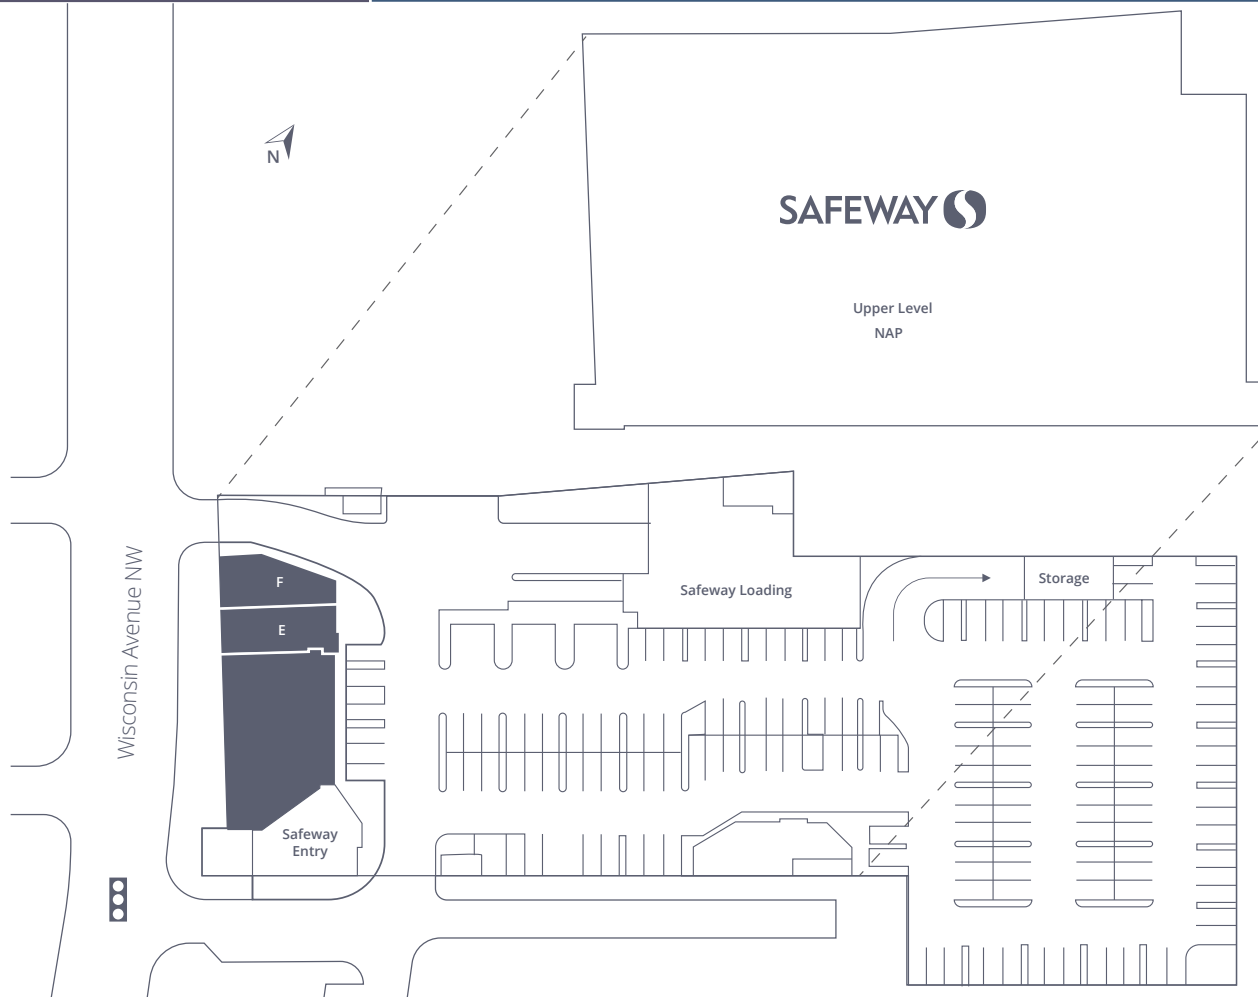 N
SAFEWAY
Upper Level
NAP
F
E
Wisconsin Avenue NW
Safeway Loading
Storage
Safeway
Entry